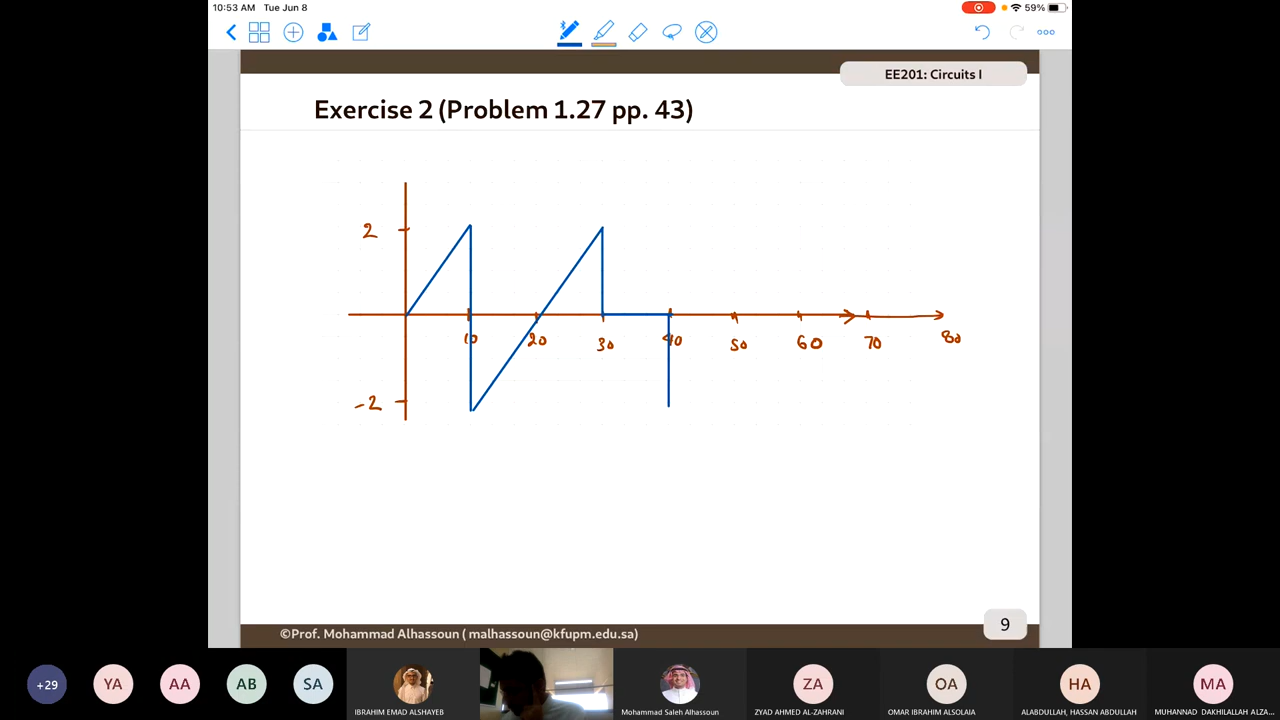 10:53 AM Tue Jun 8
59%
EE201: Circuits I
Exercise 2 (Problem 1.27 pp. 43)
2
10 20 30 40 50 60 70 80
-2
9
©Prof. Mohammad Alhassoun ( malhassoun@kfupm.edu.sa)
+29 YA AA AB SA ZA OA HA MA
IBRAHIM EMAD ALSHAYEB Mohammad Saleh Alhassoun ZYAD AHMED AL-ZAHRANI OMAR IBRAHIM ALSOLAIA ALABDULLAH, HASSAN ABDULLAH MUHANNAD DAKHILALLAH ALZA...